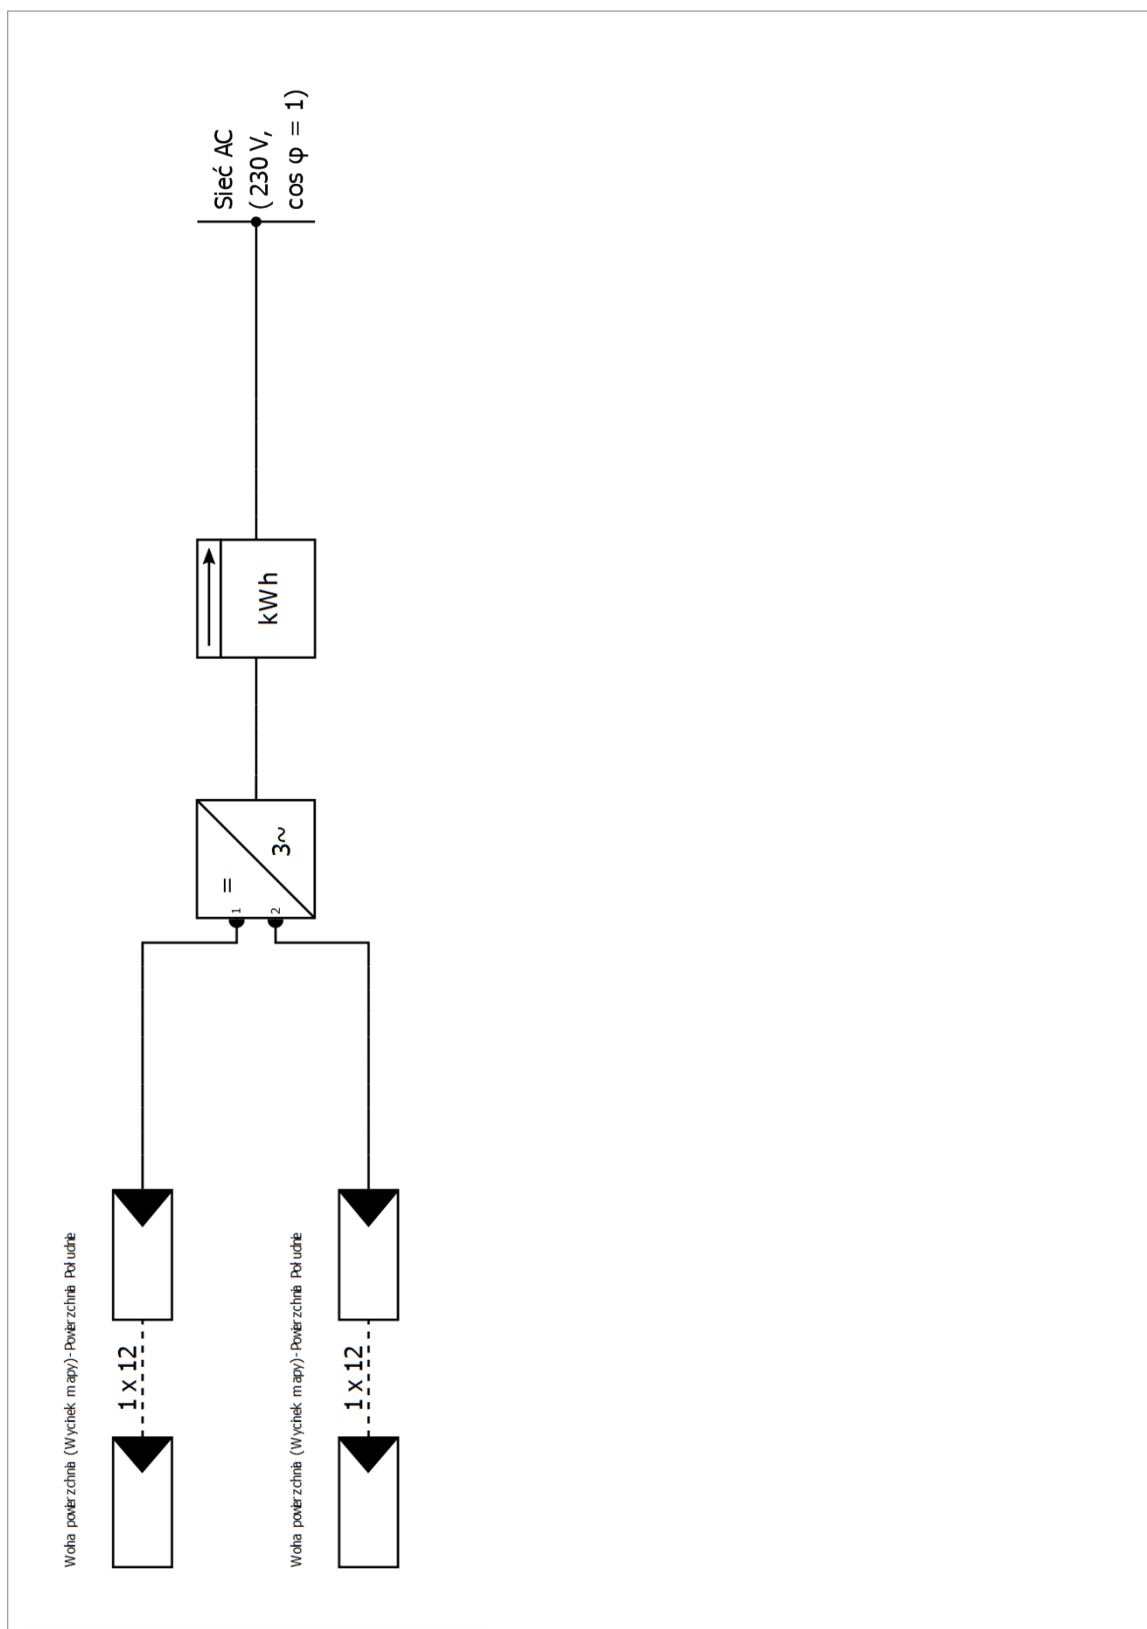 Sieć AC
(230 V,
cos φ = 1)
kWh
=
3~
1
2
Wolna powierzchnia (Wycinek mapy)-Powierzchnia Południe
1 x 12
Wolna powierzchnia (Wycinek mapy)-Powierzchnia Południe
1 x 12